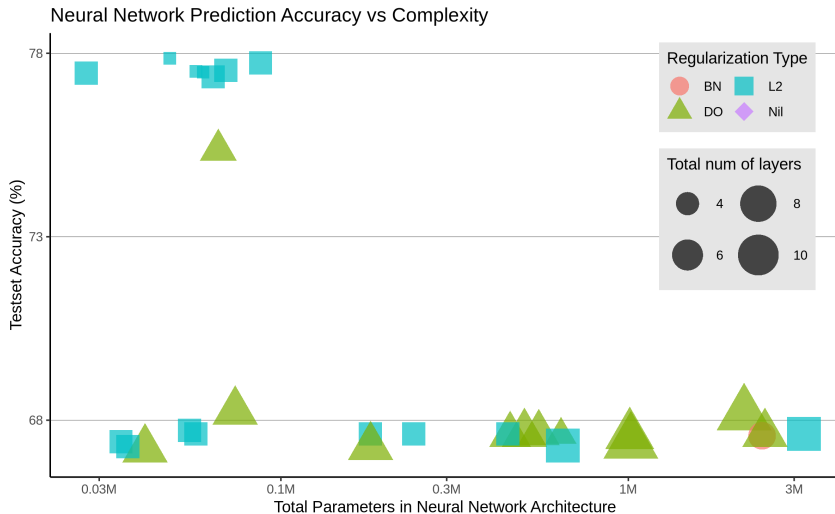 Neural Network Prediction Accuracy vs Complexity
Testset Accuracy (%)
78
73
68
0.03M 0.1M 0.3M 1M 3M
Total Parameters in Neural Network Architecture
Regularization Type
BN L2
DO Nil
Total num of layers
4 8
6 10